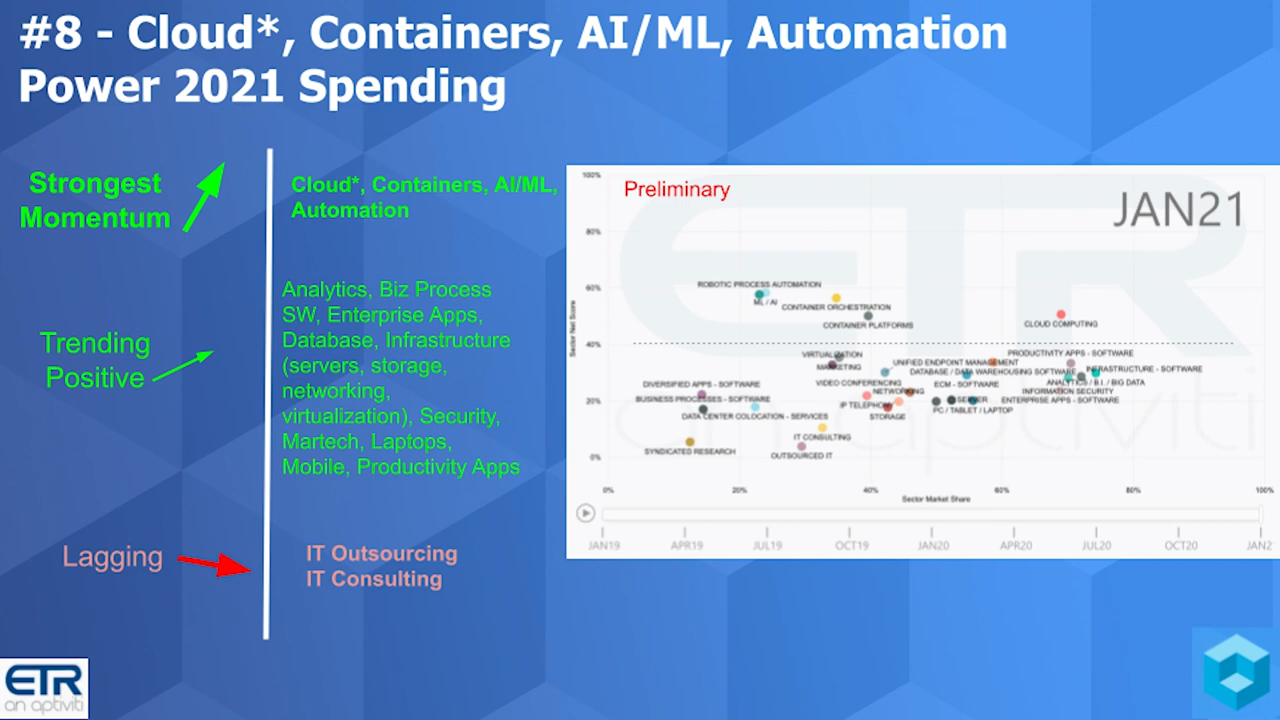 #8 - Cloud*, Containers, AI/ML, Automation
Power 2021 Spending
Strongest
Momentum
Cloud*, Containers, AI/ML,
Automation
Trending
Positive
Analytics, Biz Process
SW, Enterprise Apps,
Database, Infrastructure
(servers, storage,
networking,
virtualization), Security,
Martech, Laptops,
Mobile, Productivity Apps
Lagging
IT Outsourcing
IT Consulting
Preliminary
JAN21
100%
80%
60%
40%
20%
0%
Sector Net Score
ROBOTIC PROCESS AUTOMATION
ML / AI
CONTAINER ORCHESTRATION
CONTAINER PLATFORMS
CLOUD COMPUTING
VIRTUALIZATION
MARKETING
UNIFIED ENDPOINT MANAGEMENT
PRODUCTIVITY APPS - SOFTWARE
DATABASE / DATA WAREHOUSING SOFTWARE
INFRASTRUCTURE - SOFTWARE
VIDEO CONFERENCING
ECM - SOFTWARE
ANALYTICS / B.I. / BIG DATA
DIVERSIFIED APPS - SOFTWARE
NETWORKING
INFORMATION SECURITY
BUSINESS PROCESSES - SOFTWARE
IP TELEPHONY
SERVER
ENTERPRISE APPS - SOFTWARE
DATA CENTER COLOCATION - SERVICES
STORAGE
PC / TABLET / LAPTOP
IT CONSULTING
SYNDICATED RESEARCH
OUTSOURCED IT
0%
20%
40%
60%
80%
100%
Sector Market Share
JAN19
APR19
JUL19
OCT19
JAN20
APR20
JUL20
OCT20
JAN2
ETR
an aptiviti
ETR
an aptiviti